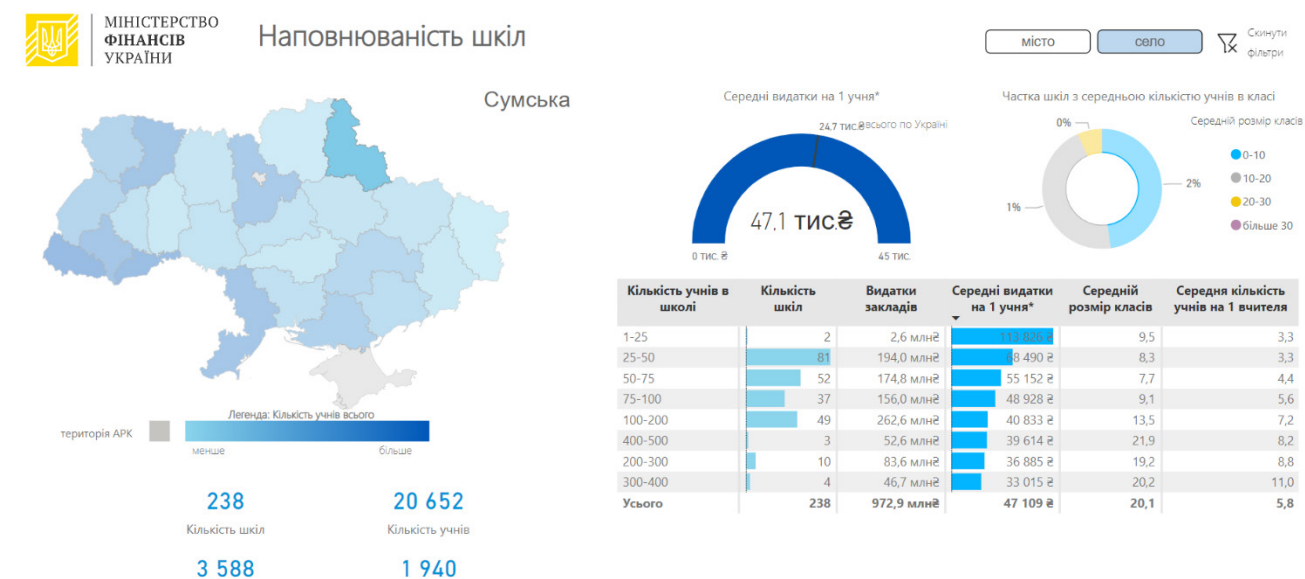 МІНІСТЕРСТВО
ФІНАНСІВ
УКРАЇНИ
Наповнюваність шкіл
місто
село
Скинути
фільтри
Сумська
Легенда: Кількість учнів всього
територія АРК
менше
більше
238
20 652
Кількість шкіл
Кількість учнів
3 588
1 940
Середні видатки на 1 учня*
24,7 тис.₴
всього по Україні
47,1 тис.₴
0 тис. ₴
45 тис.
Частка шкіл з середньою кількістю учнів в класі
0%
2%
1%
Середній розмір класів
0-10
10-20
20-30
більше 30
Кількість учнів в школі Кількість шкіл Видатки закладів Середні видатки на 1 учня* Середній розмір класів Середня кількість учнів на 1 вчителя
1-25 2 2,6 млн₴ 113 826 ₴ 9,5 3,3
25-50 81 194,0 млн₴ 68 490 ₴ 8,3 3,3
50-75 52 174,8 млн₴ 55 152 ₴ 7,7 4,4
75-100 37 156,0 млн₴ 48 928 ₴ 9,1 5,6
100-200 49 262,6 млн₴ 40 833 ₴ 13,5 7,2
400-500 3 52,6 млн₴ 39 614 ₴ 21,9 8,2
200-300 10 83,6 млн₴ 36 885 ₴ 19,2 8,8
300-400 4 46,7 млн₴ 33 015 ₴ 20,2 11,0
Усього 238 972,9 млн₴ 47 109 ₴ 20,1 5,8